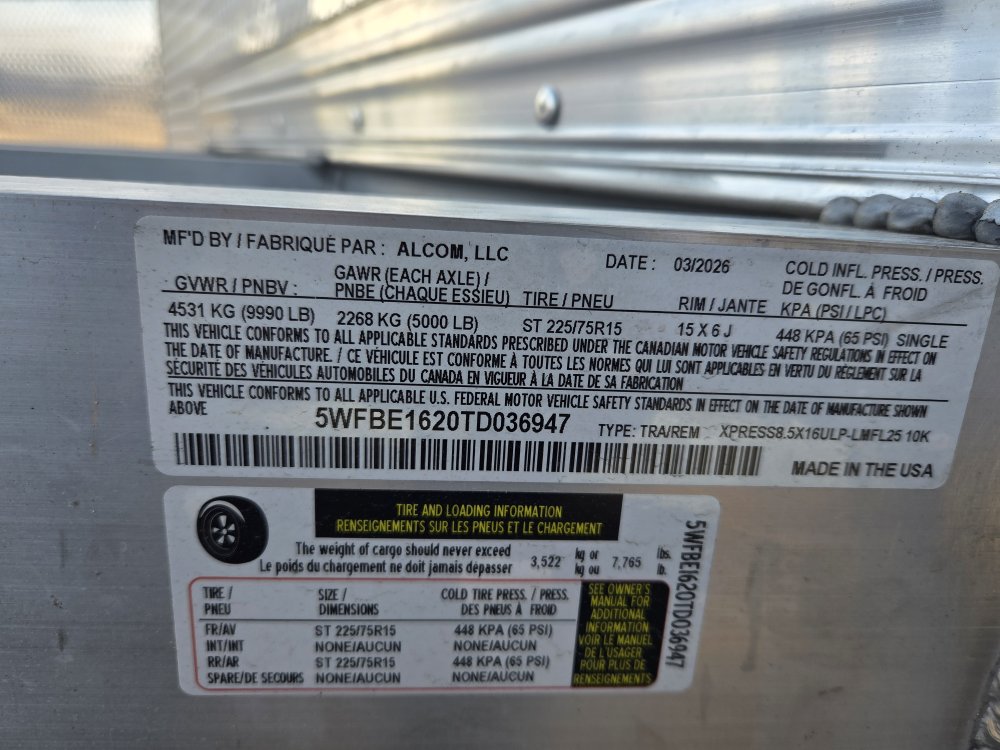 MF'D BY / FABRIQUÉ PAR : ALCOM, LLC DATE : 03/2026 COLD INFL. PRESS. / PRESS. DE GONFL. À FROID
GVWR / PNBV : GAWR (EACH AXLE) / PNBE (CHAQUE ESSIEU) TIRE / PNEU RIM / JANTE KPA (PSI / LPC)
4531 KG (9990 LB) 2268 KG (5000 LB) ST 225/75R15 15 X 6 J 448 KPA (65 PSI) SINGLE
THIS VEHICLE CONFORMS TO ALL APPLICABLE STANDARDS PRESCRIBED UNDER THE CANADIAN MOTOR VEHICLE SAFETY REGULATIONS IN EFFECT ON
THE DATE OF MANUFACTURE. / CE VÉHICULE EST CONFORME À TOUTES LES NORMES QUI LUI SONT APPLICABLES EN VERTU DU RÈGLEMENT SUR LA
SÉCURITÉ DES VÉHICULES AUTOMOBILES DU CANADA EN VIGUEUR À LA DATE DE SA FABRICATION
THIS VEHICLE CONFORMS TO ALL APPLICABLE U.S. FEDERAL MOTOR VEHICLE SAFETY STANDARDS IN EFFECT ON THE DATE OF MANUFACTURE SHOWN
ABOVE
5WFBE1620TD036947 TYPE: TRA/REM XPRESS8.5X16ULP-LMFL25 10K
MADE IN THE USA
TIRE AND LOADING INFORMATION
RENSEIGNEMENTS SUR LES PNEUS ET LE CHARGEMENT
The weight of cargo should never exceed 3,522 kg or 7,765 lbs.
Le poids du chargement ne doit jamais dépasser kg ou lb.
TIRE / PNEU SIZE / DIMENSIONS COLD TIRE PRESS. / PRESS. DES PNEUS À FROID
FR/AV ST 225/75R15 448 KPA (65 PSI)
INT/INT NONE/AUCUN NONE/AUCUN
RR/AR ST 225/75R15 448 KPA (65 PSI)
SPARE/DE SECOURS NONE/AUCUN NONE/AUCUN
SEE OWNER'S
MANUAL FOR
ADDITIONAL
INFORMATION
VOIR LE MANUEL
DE L'USAGER
POUR PLUS DE
RENSEIGNEMENTS
5WFBE1620TD036947